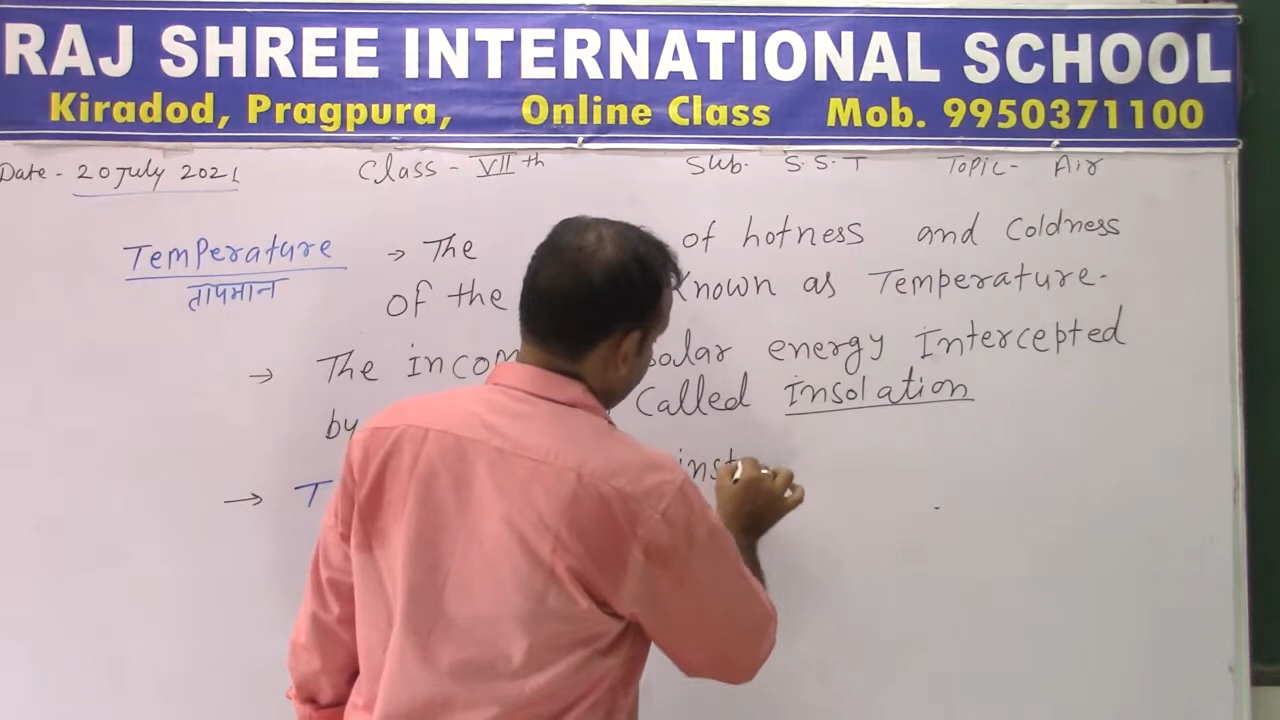 RAJ SHREE INTERNATIONAL SCHOOL
Kiradod, Pragpura, Online Class Mob. 9950371100
Date - 20 July 2021 Class - VII th Sub. S.S.T Topic - Air
Temperature → The of hotness and coldness
तापमान of the Known as Temperature.
→ The incom solar energy Intercepted
by called insolation
→ T inst